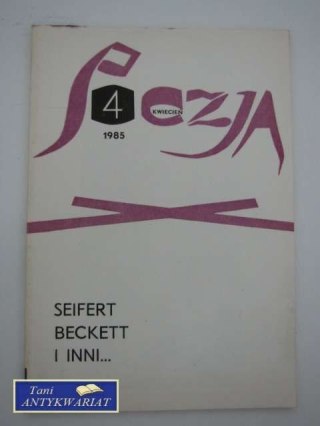 POEZJA
4
KWIECIEŃ
1985
SEIFERT
BECKETT
I INNI...
Tani
ANTYKWARIAT